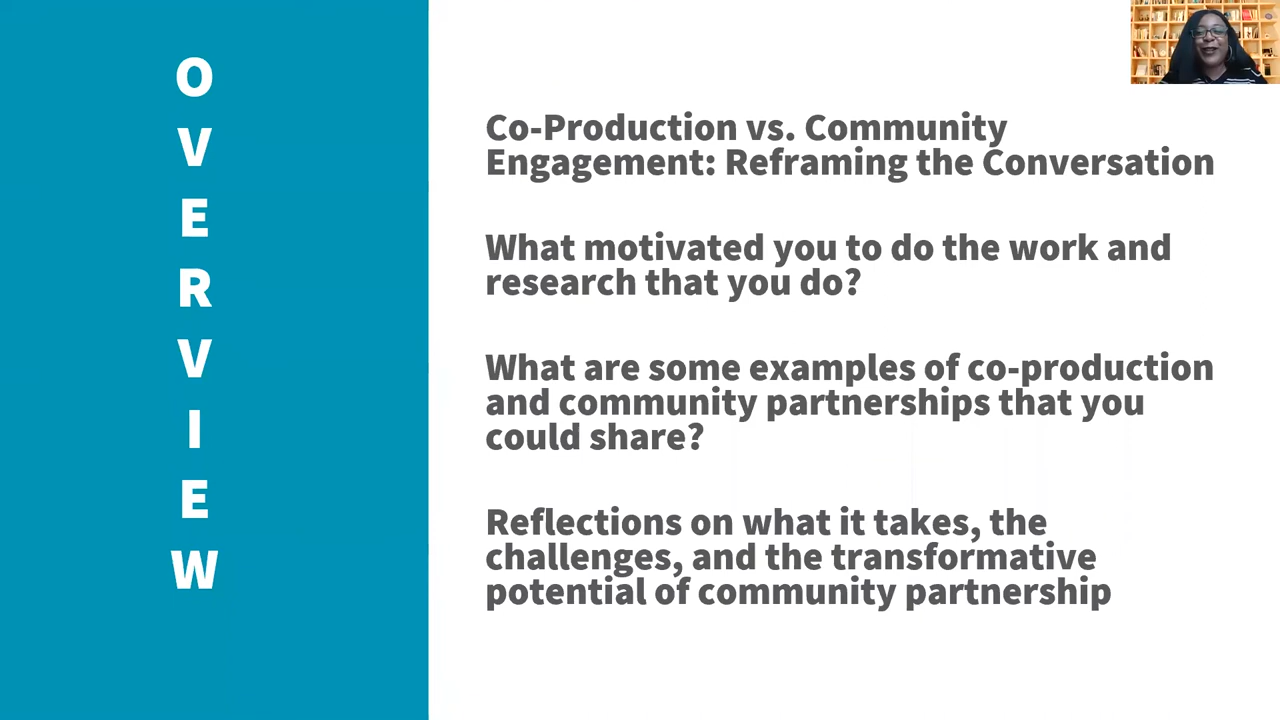 OVERVIEW
Co-Production vs. Community
Engagement: Reframing the Conversation
What motivated you to do the work and
research that you do?
What are some examples of co-production
and community partnerships that you
could share?
Reflections on what it takes, the
challenges, and the transformative
potential of community partnership